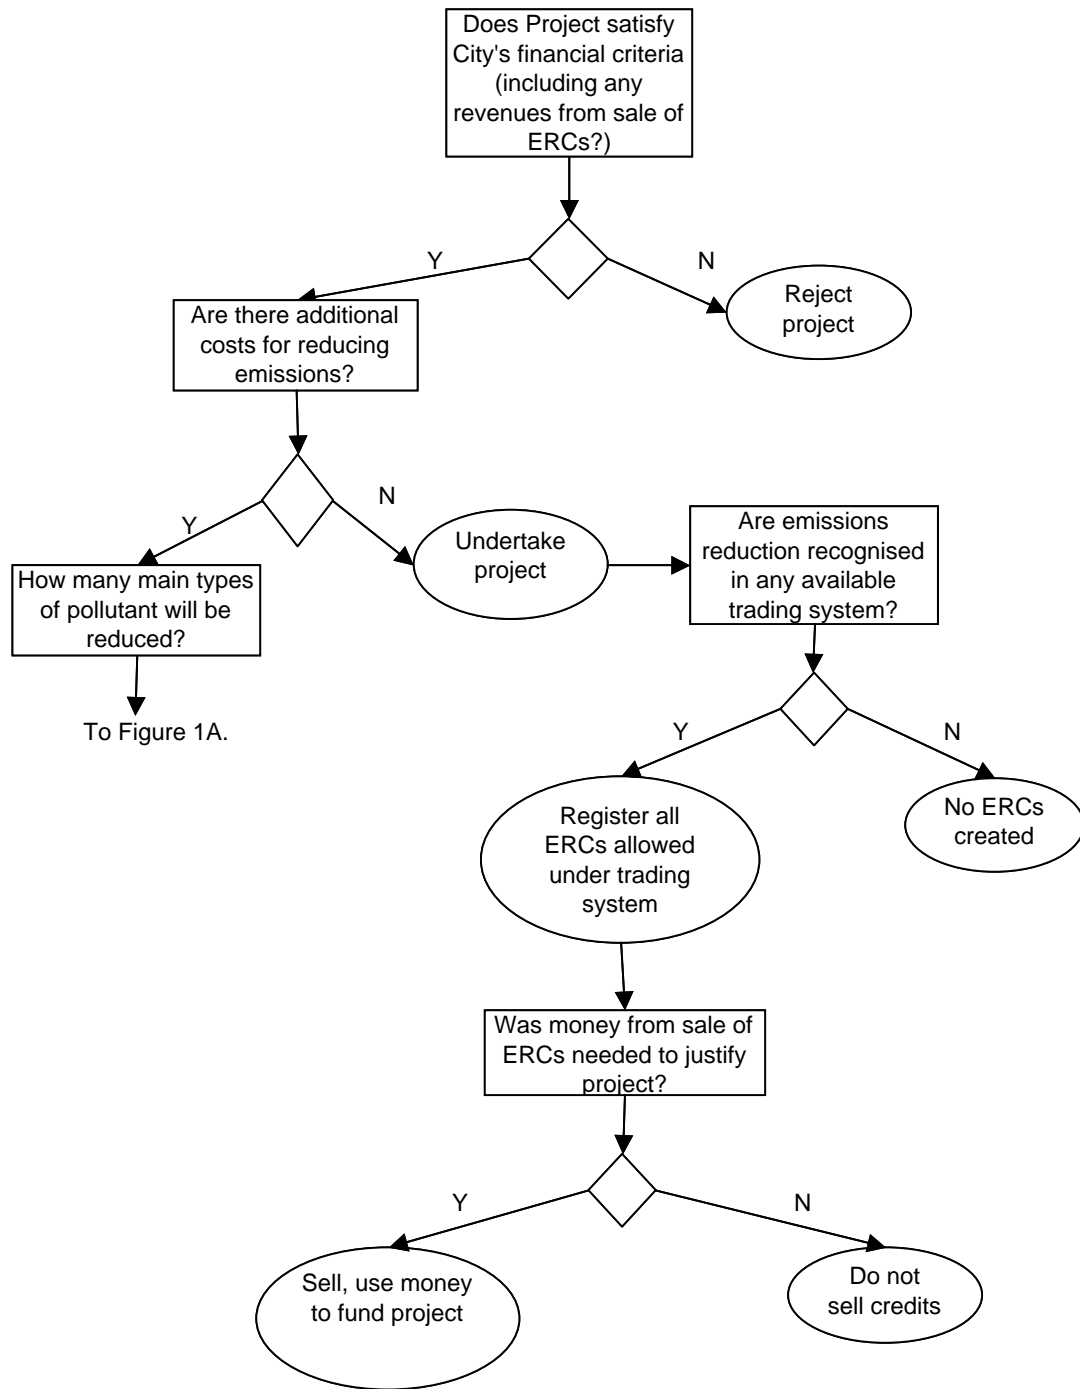 Does Project satisfy
City's financial criteria
(including any
revenues from sale of
ERCs?)
Y
N
Reject
project
Are there additional
costs for reducing
emissions?
Y
N
Undertake
project
Are emissions
reduction recognised
in any available
trading system?
How many main types
of pollutant will be
reduced?
To Figure 1A.
Y
N
Register all
ERCs allowed
under trading
system
No ERCs
created
Was money from sale of
ERCs needed to justify
project?
Y
N
Sell, use money
to fund project
Do not
sell credits